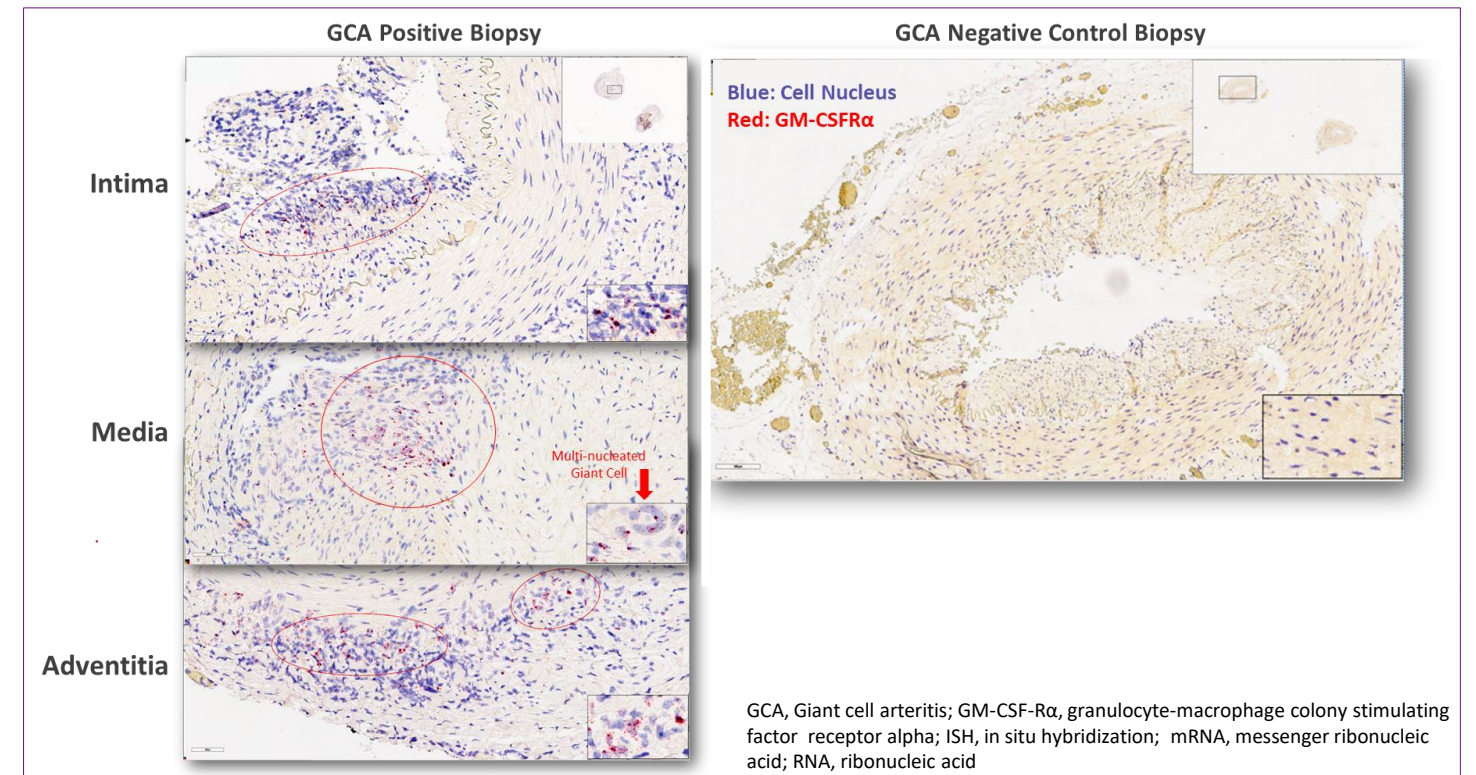 GCA Positive Biopsy
GCA Negative Control Biopsy
Blue: Cell Nucleus
Red: GM-CSFRα
Intima
Media
Multi-nucleated
Giant Cell
Adventitia
GCA, Giant cell arteritis; GM-CSF-Rα, granulocyte-macrophage colony stimulating
factor receptor alpha; ISH, in situ hybridization; mRNA, messenger ribonucleic
acid; RNA, ribonucleic acid